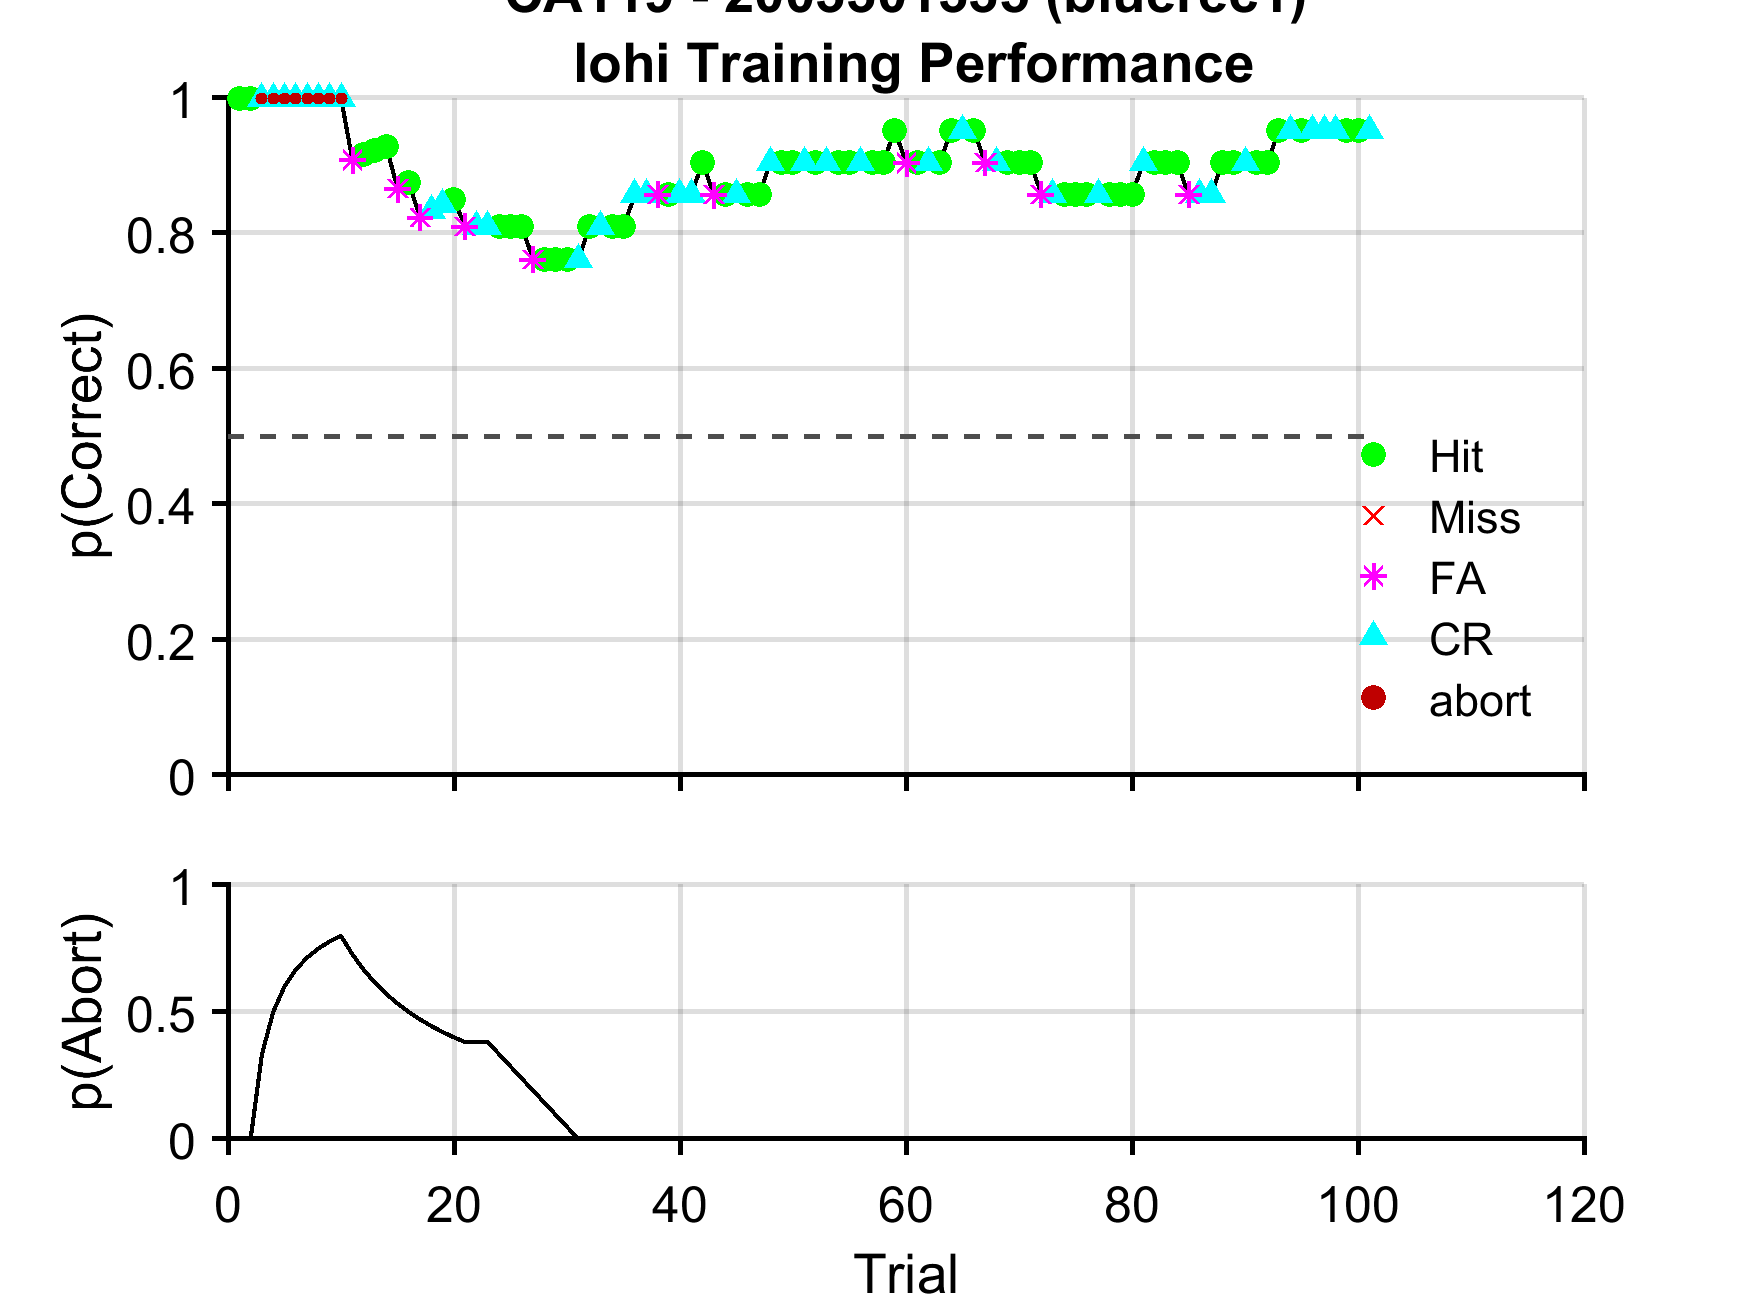 lohi Training Performance
1
0.8
0.6
0.4
0.2
0
p(Correct)
Hit
Miss
FA
CR
abort
1
0.5
0
p(Abort)
0 20 40 60 80 100 120
Trial